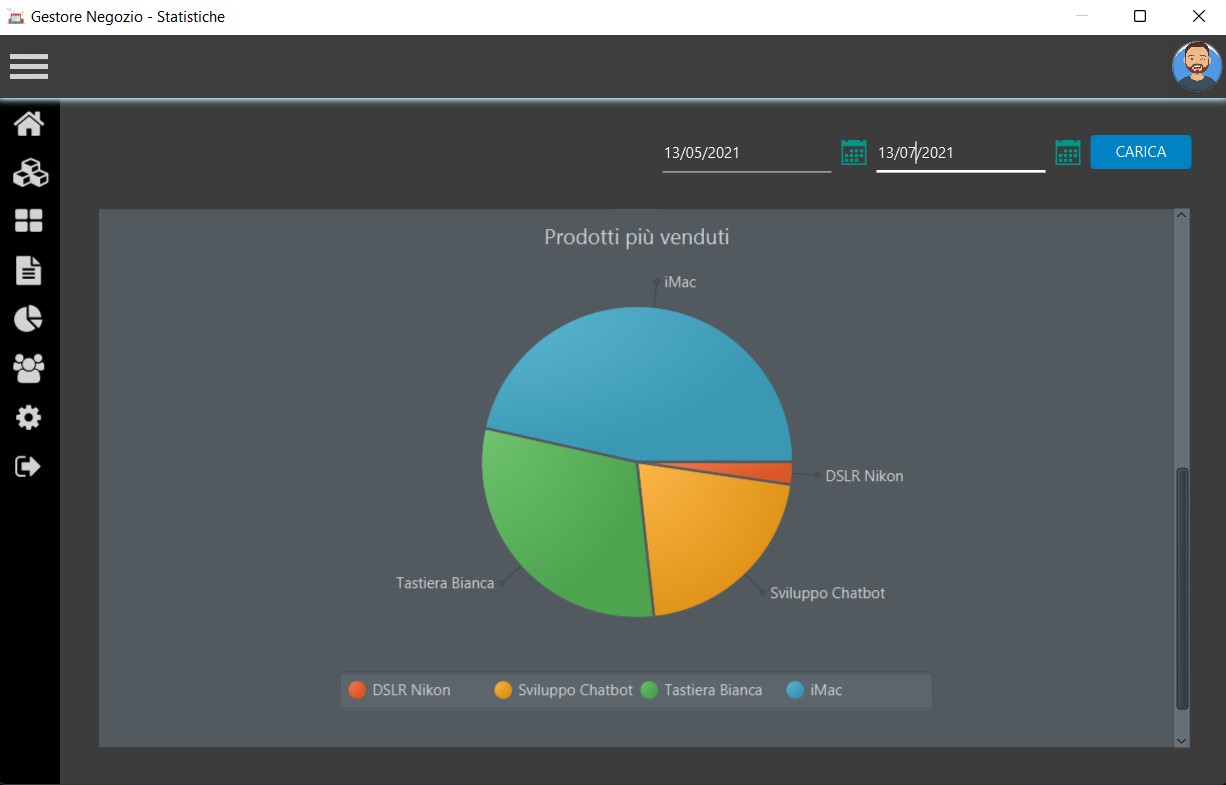 Gestore Negozio - Statistiche
13/05/2021 13/07/2021 CARICA
Prodotti più venduti
iMac
DSLR Nikon
Tastiera Bianca
Sviluppo Chatbot
DSLR Nikon Sviluppo Chatbot Tastiera Bianca iMac